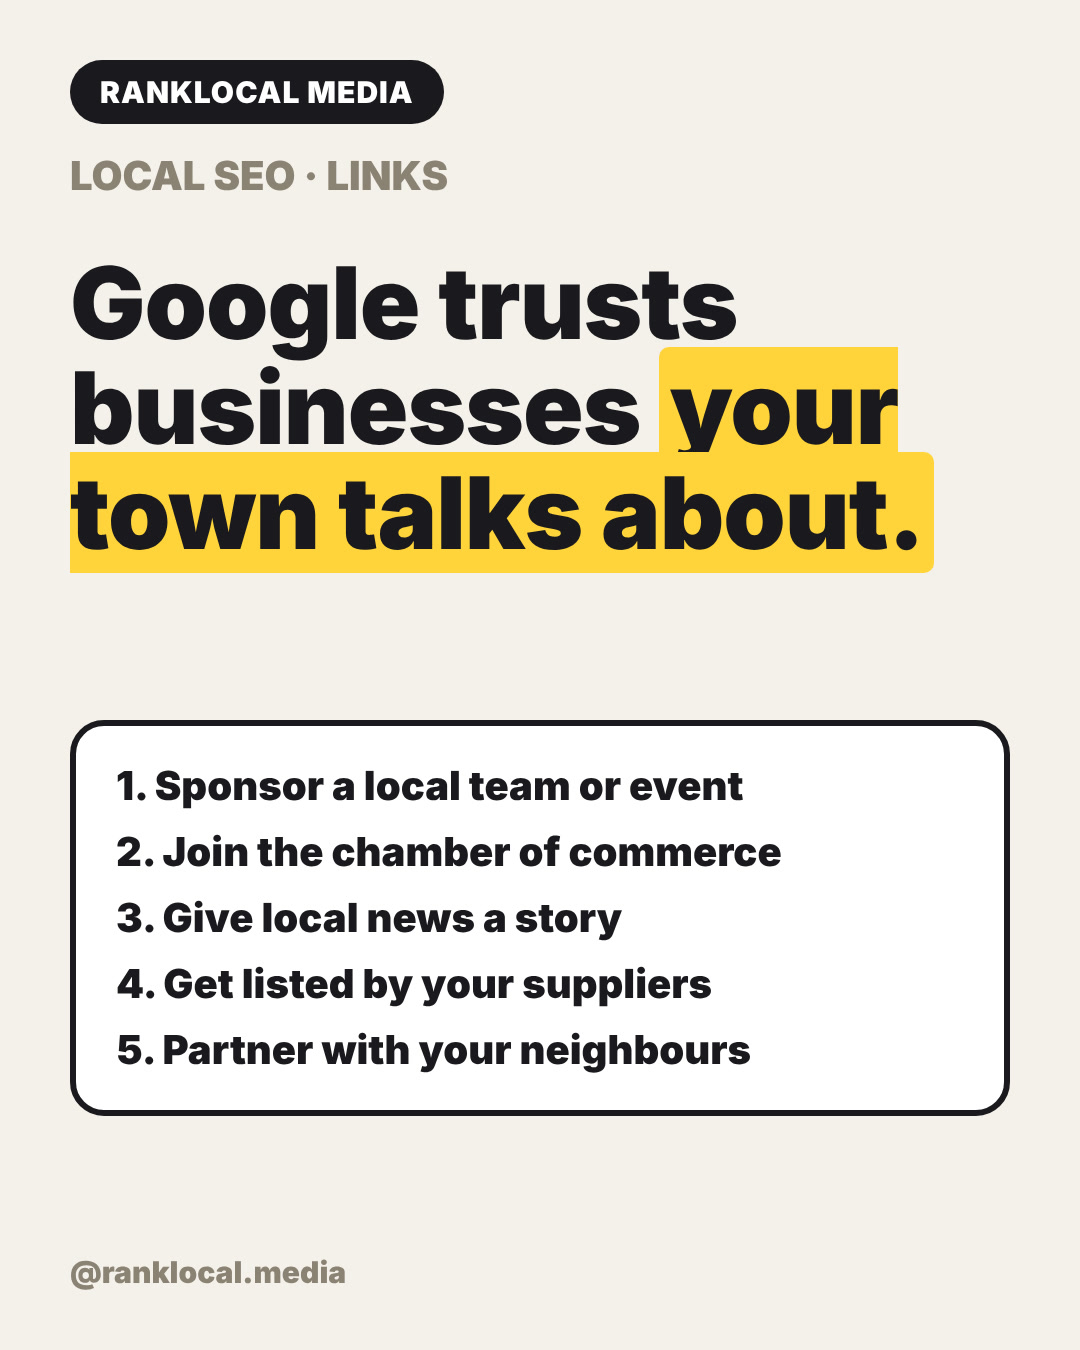 RANKLOCAL MEDIA
LOCAL SEO · LINKS
Google trusts
businesses your
town talks about.
1. Sponsor a local team or event
2. Join the chamber of commerce
3. Give local news a story
4. Get listed by your suppliers
5. Partner with your neighbours
@ranklocal.media